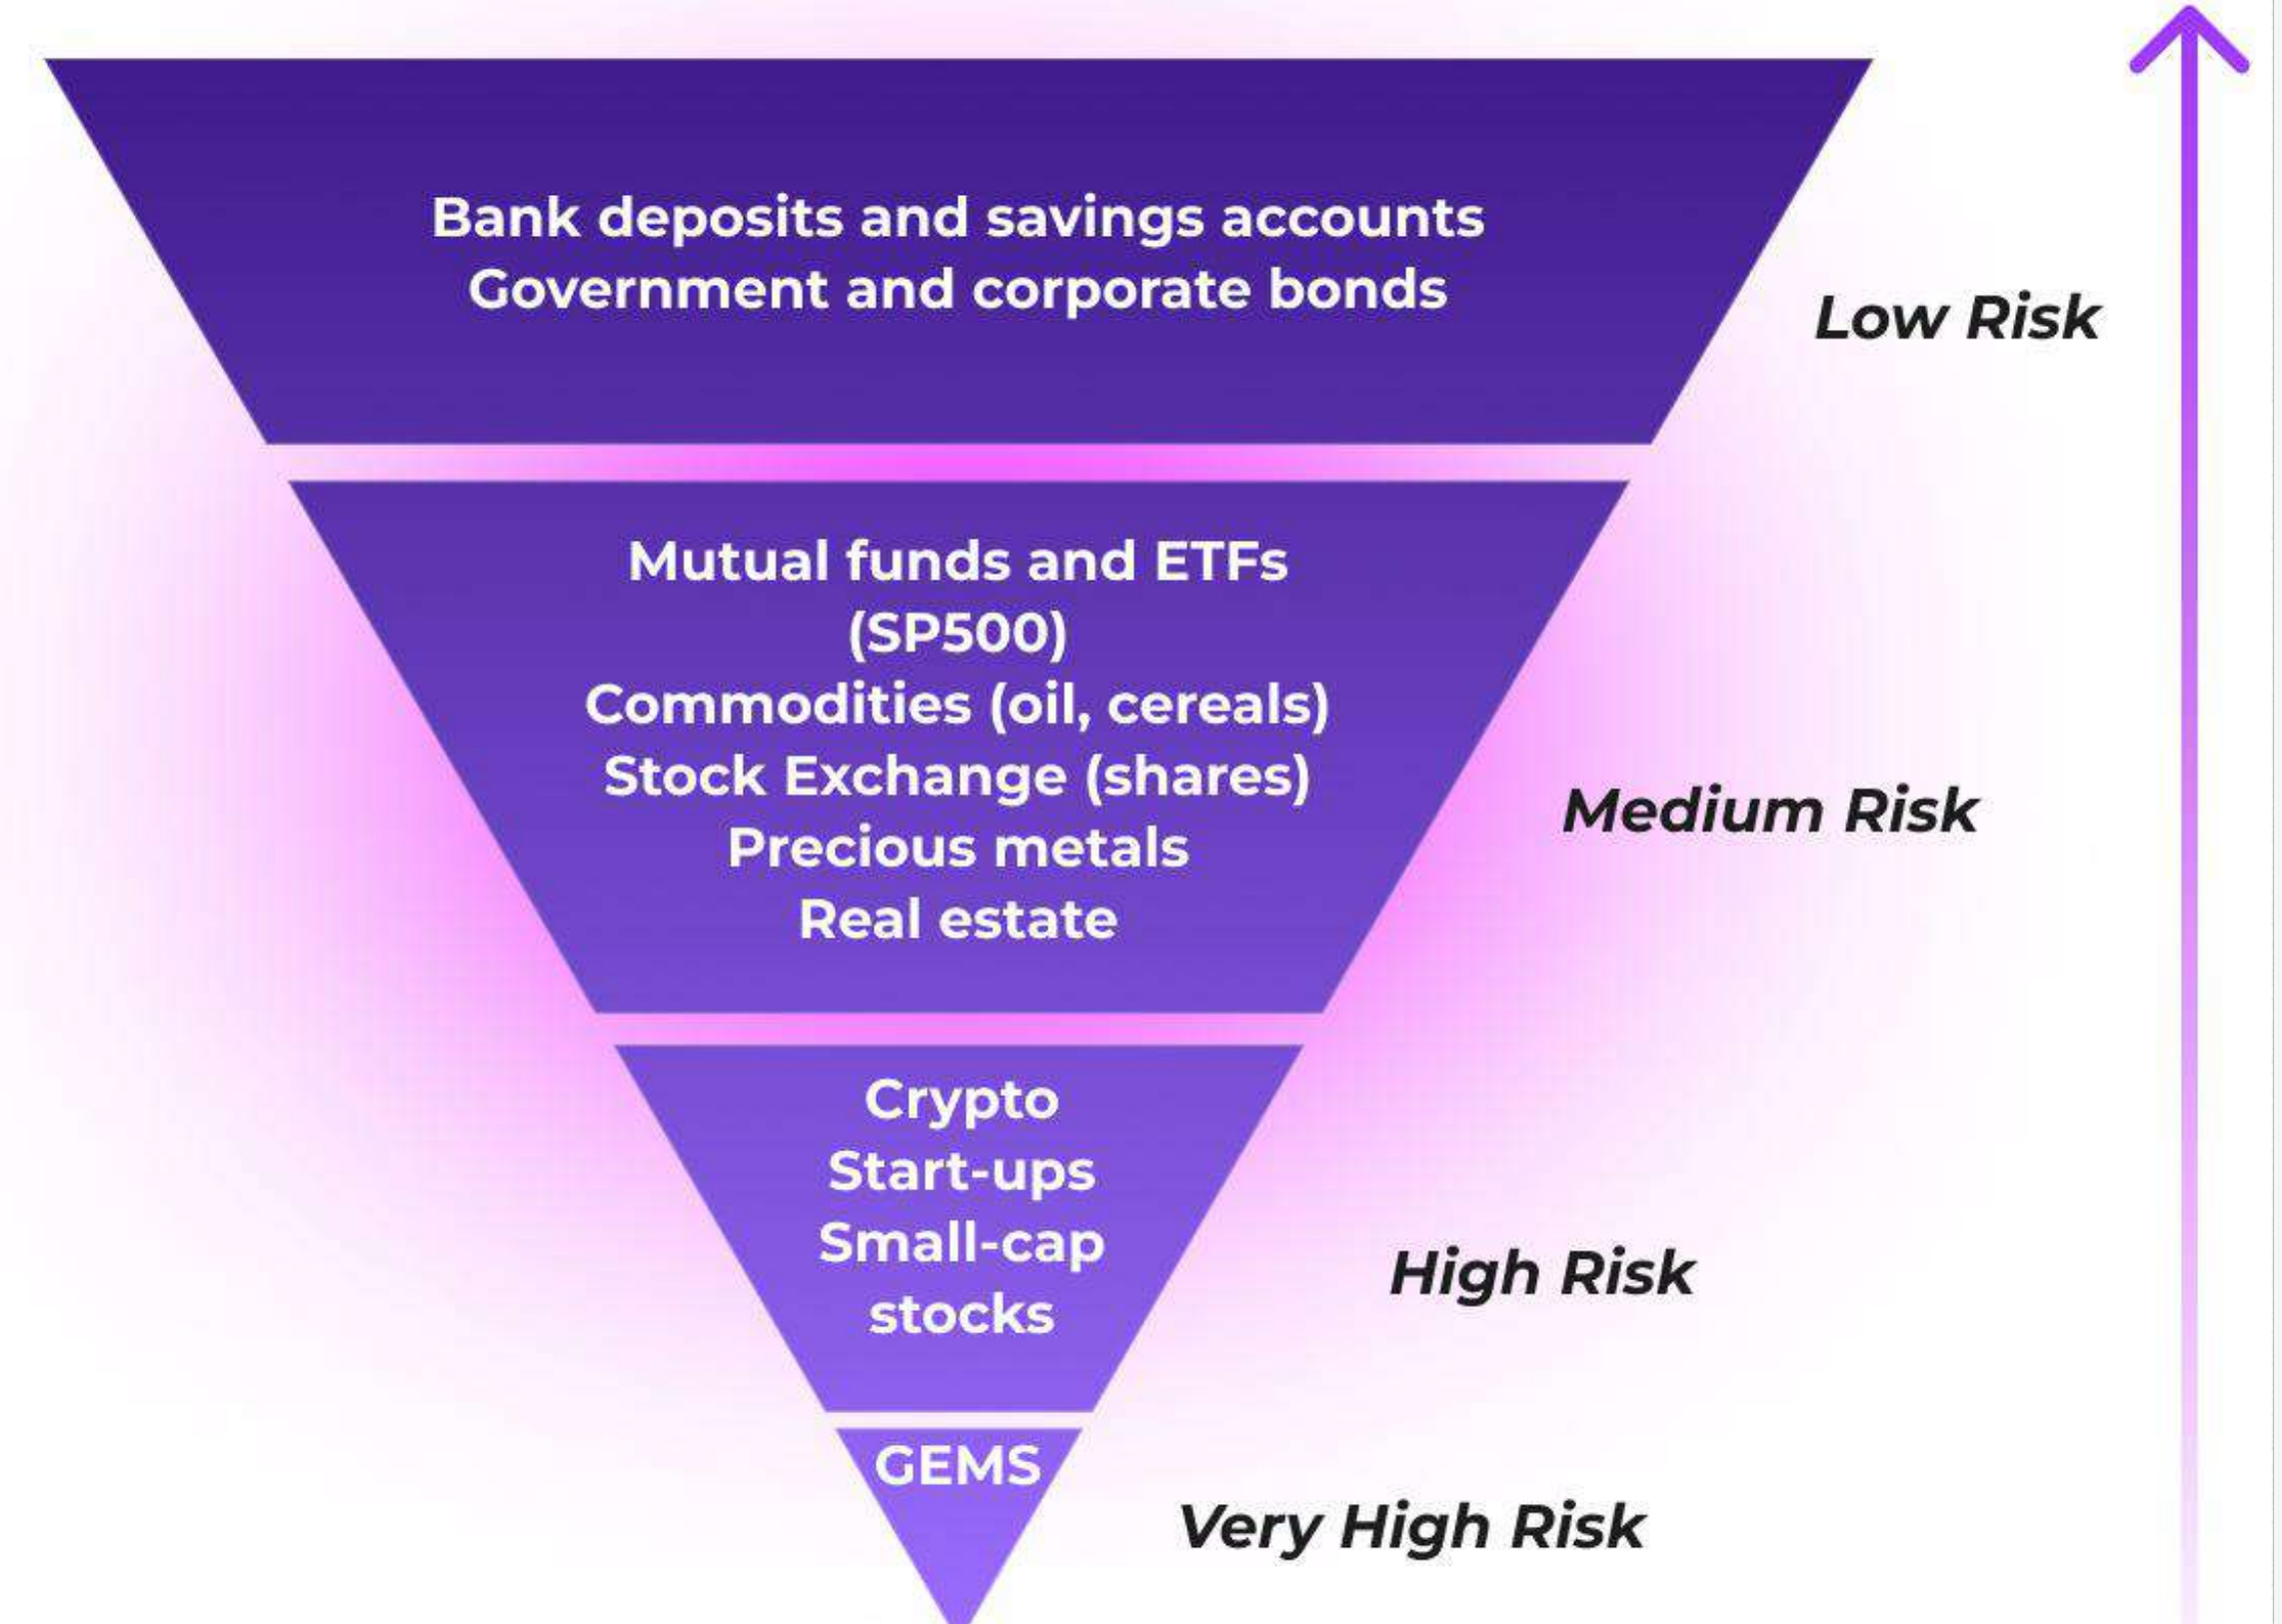 Bank deposits and savings accounts
Government and corporate bonds
Low Risk
Mutual funds and ETFs
(SP500)
Commodities (oil, cereals)
Stock Exchange (shares)
Precious metals
Real estate
Medium Risk
Crypto
Start-ups
Small-cap
stocks
High Risk
GEMS
Very High Risk